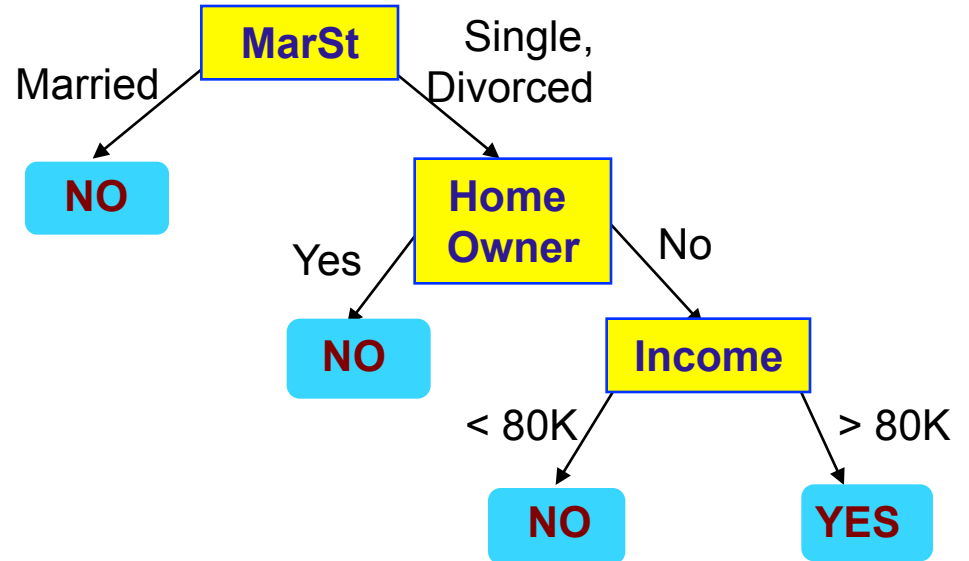 MarSt
Single,
Divorced
Married
NO
Home
Owner
Yes
No
NO
Income
< 80K
> 80K
NO
YES